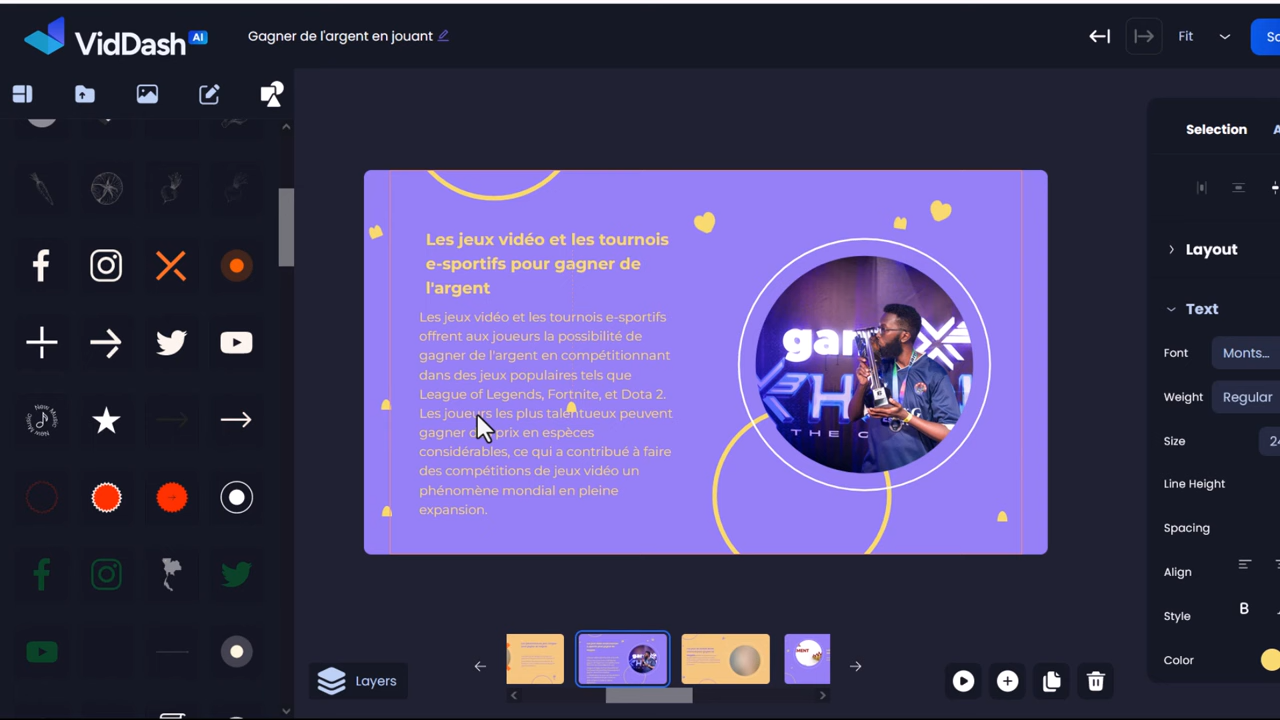 VidDash AI
Gagner de l'argent en jouant
Fit
Selection
Layout
Text
Font
Monts...
Weight
Regular
Size
Line Height
Spacing
Align
Style
B
Color
Les jeux vidéo et les tournois
e-sportifs pour gagner de
l'argent
Les jeux vidéo et les tournois e-sportifs
offrent aux joueurs la possibilité de
gagner de l'argent en compétitionnant
dans des jeux populaires tels que
League of Legends, Fortnite, et Dota 2.
Les joueurs les plus talentueux peuvent
gagner prix en espèces
considérables, ce qui a contribué à faire
des compétitions de jeux vidéo un
phénomène mondial en pleine
expansion.
Layers